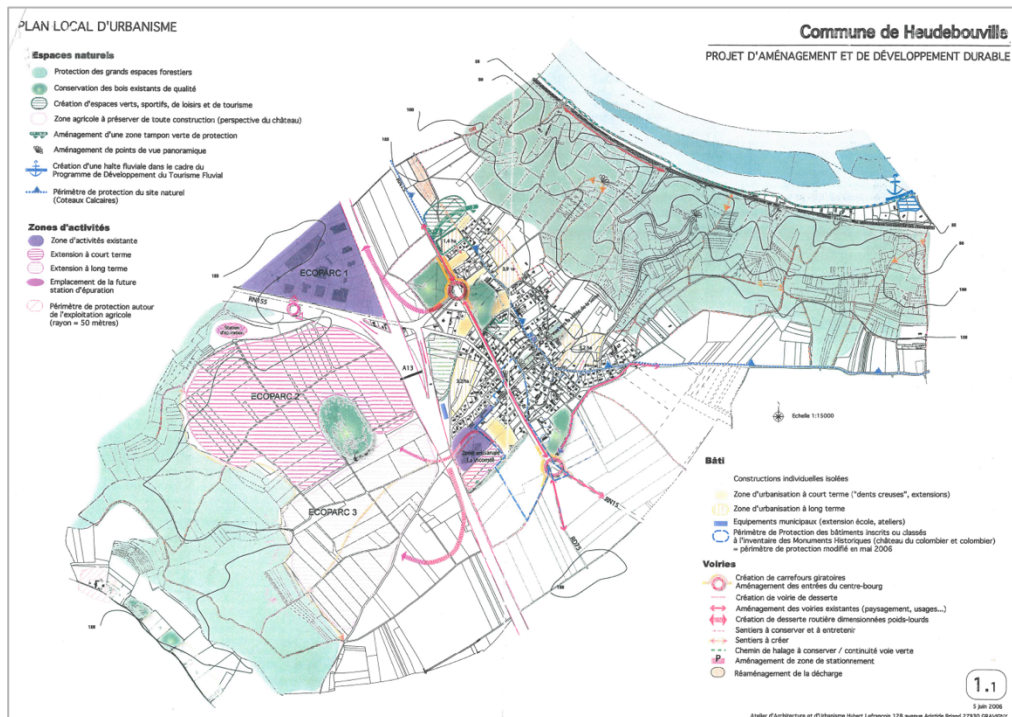 PLAN LOCAL D'URBANISME
Commune de Heudebouville
PROJET D'AMÉNAGEMENT ET DE DÉVELOPPEMENT DURABLE
Espaces naturels
Protection des grands espaces forestiers
Conservation des bois existants de qualité
Création d'espaces verts, sportifs, de loisirs et de tourisme
Zone agricole à préserver de toute construction (perspective du château)
Aménagement d'une zone tampon verte de protection
Aménagement de points de vue panoramique
Création d'une halte fluviale dans le cadre du
Programme de Développement du Tourisme Fluvial
Périmètre de protection du site naturel
(Coteaux Calcaires)
Zones d'activités
Zone d'activités existante
Extension à court terme
Extension à long terme
Emplacement de la future
station d'épuration
Périmètre de protection autour
de l'exploitation agricole
(rayon = 50 mètres)
ECOPARC 1
RN155
A13
ECOPARC 2
ECOPARC 3
RN15
Echelle 1:15000
Bâti
Constructions individuelles isolées
Zone d'urbanisation à court terme ("dents creuses", extensions)
Zone d'urbanisation à long terme
Equipements municipaux (extension école, ateliers)
Périmètre de Protection des bâtiments inscrits ou classés
à l'inventaire des Monuments Historiques (château du colombier et colombier)
= périmètre de protection modifié en mai 2006
Voiries
Création de carrefours giratoires
Aménagement des entrées du centre-bourg
Création de voirie de desserte
Aménagement des voiries existantes (paysagement, usages...)
Création de desserte routière dimensionnées poids-lourds
Sentiers à conserver et à entretenir
Sentiers à créer
Chemin de halage à conserver / continuité voie verte
P
Aménagement de zone de stationnement
Réaménagement de la décharge
1.1
5 juin 2006